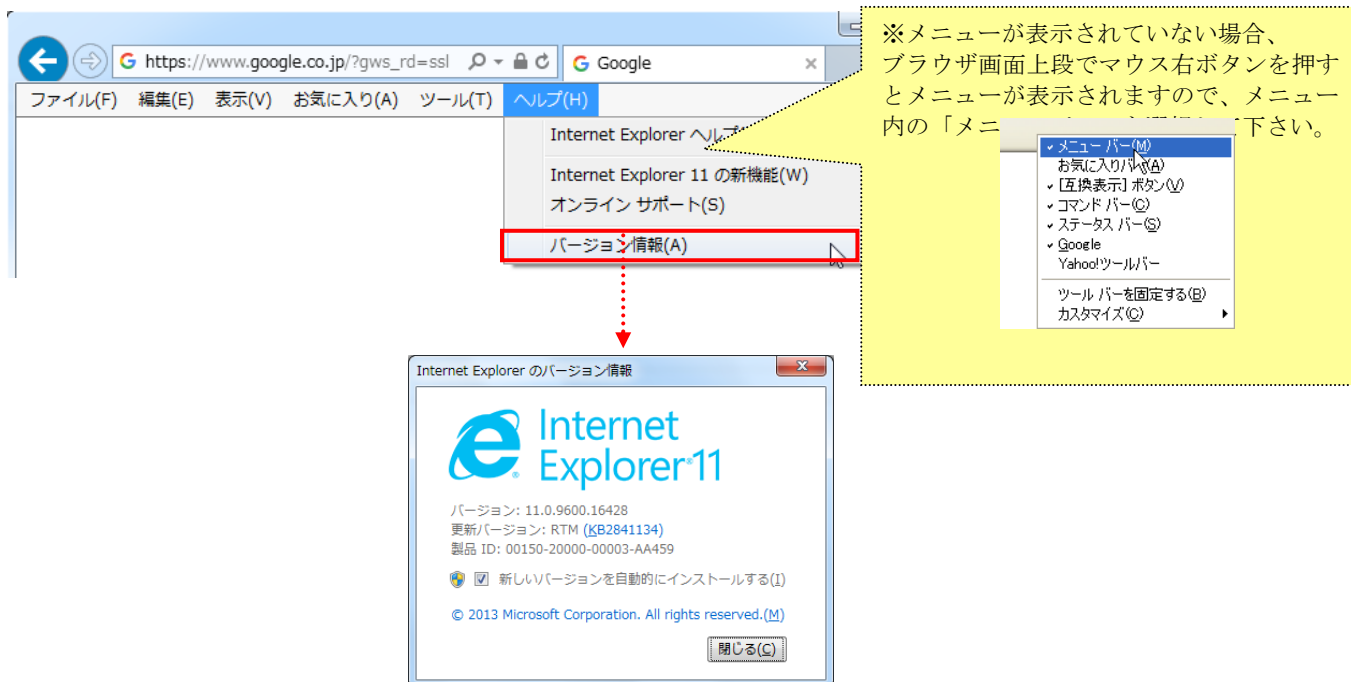 https://www.google.co.jp/?gws_rd=ssl
Google
ファイル(F) 編集(E) 表示(V) お気に入り(A) ツール(T) ヘルプ(H)
Internet Explorer ヘルプ
Internet Explorer 11 の新機能(W)
オンライン サポート(S)
バージョン情報(A)
※メニューが表示されていない場合、
ブラウザ画面上段でマウス右ボタンを押す
とメニューが表示されますので、メニュー
内の「メニ 下さい。
メニュー バー(M)
お気に入りバー(A)
[互換表示] ボタン(V)
コマンド バー(C)
ステータス バー(S)
Google
Yahoo!ツールバー
ツール バーを固定する(B)
カスタマイズ(C)
Internet Explorer のバージョン情報
Internet
Explorer®11
バージョン: 11.0.9600.16428
更新バージョン: RTM (KB2841134)
製品 ID: 00150-20000-00003-AA459
新しいバージョンを自動的にインストールする(I)
© 2013 Microsoft Corporation. All rights reserved.(M)
閉じる(C)